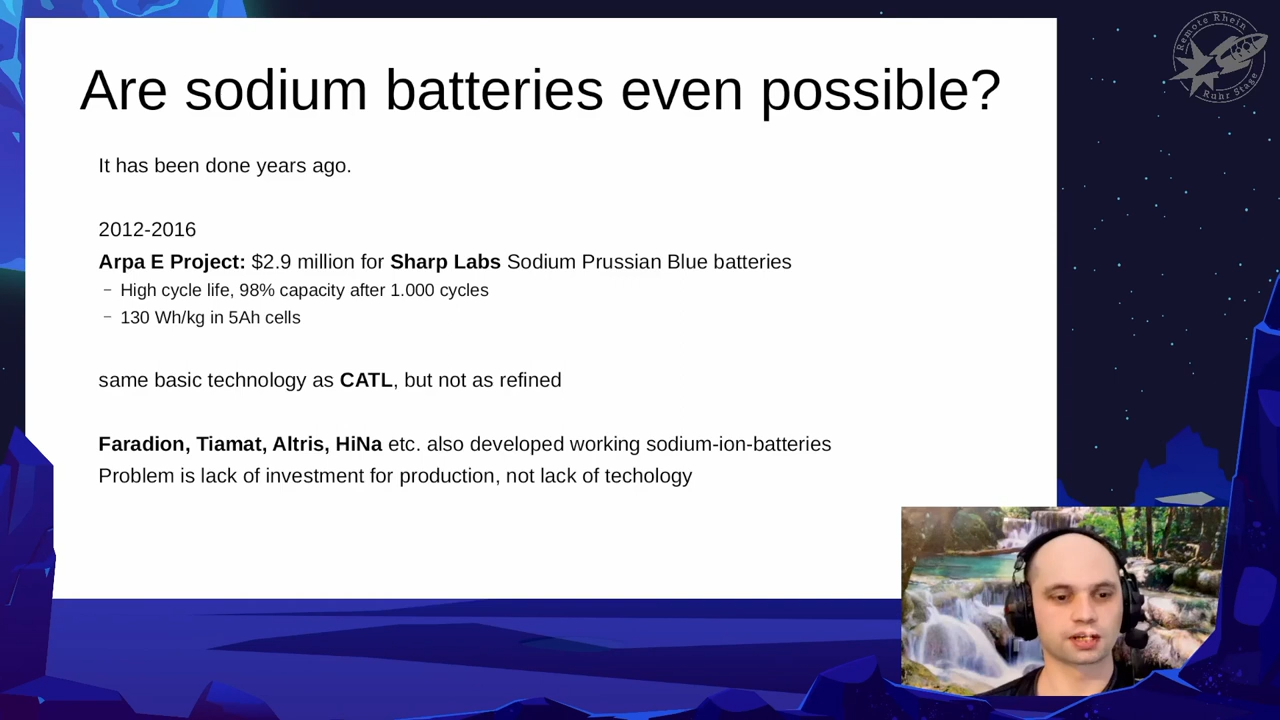 Remote Rhein
Ruhr Stage
Are sodium batteries even possible?
It has been done years ago.
2012-2016
Arpa E Project: $2.9 million for Sharp Labs Sodium Prussian Blue batteries
– High cycle life, 98% capacity after 1.000 cycles
– 130 Wh/kg in 5Ah cells
same basic technology as CATL, but not as refined
Faradion, Tiamat, Altris, HiNa etc. also developed working sodium-ion-batteries
Problem is lack of investment for production, not lack of techology